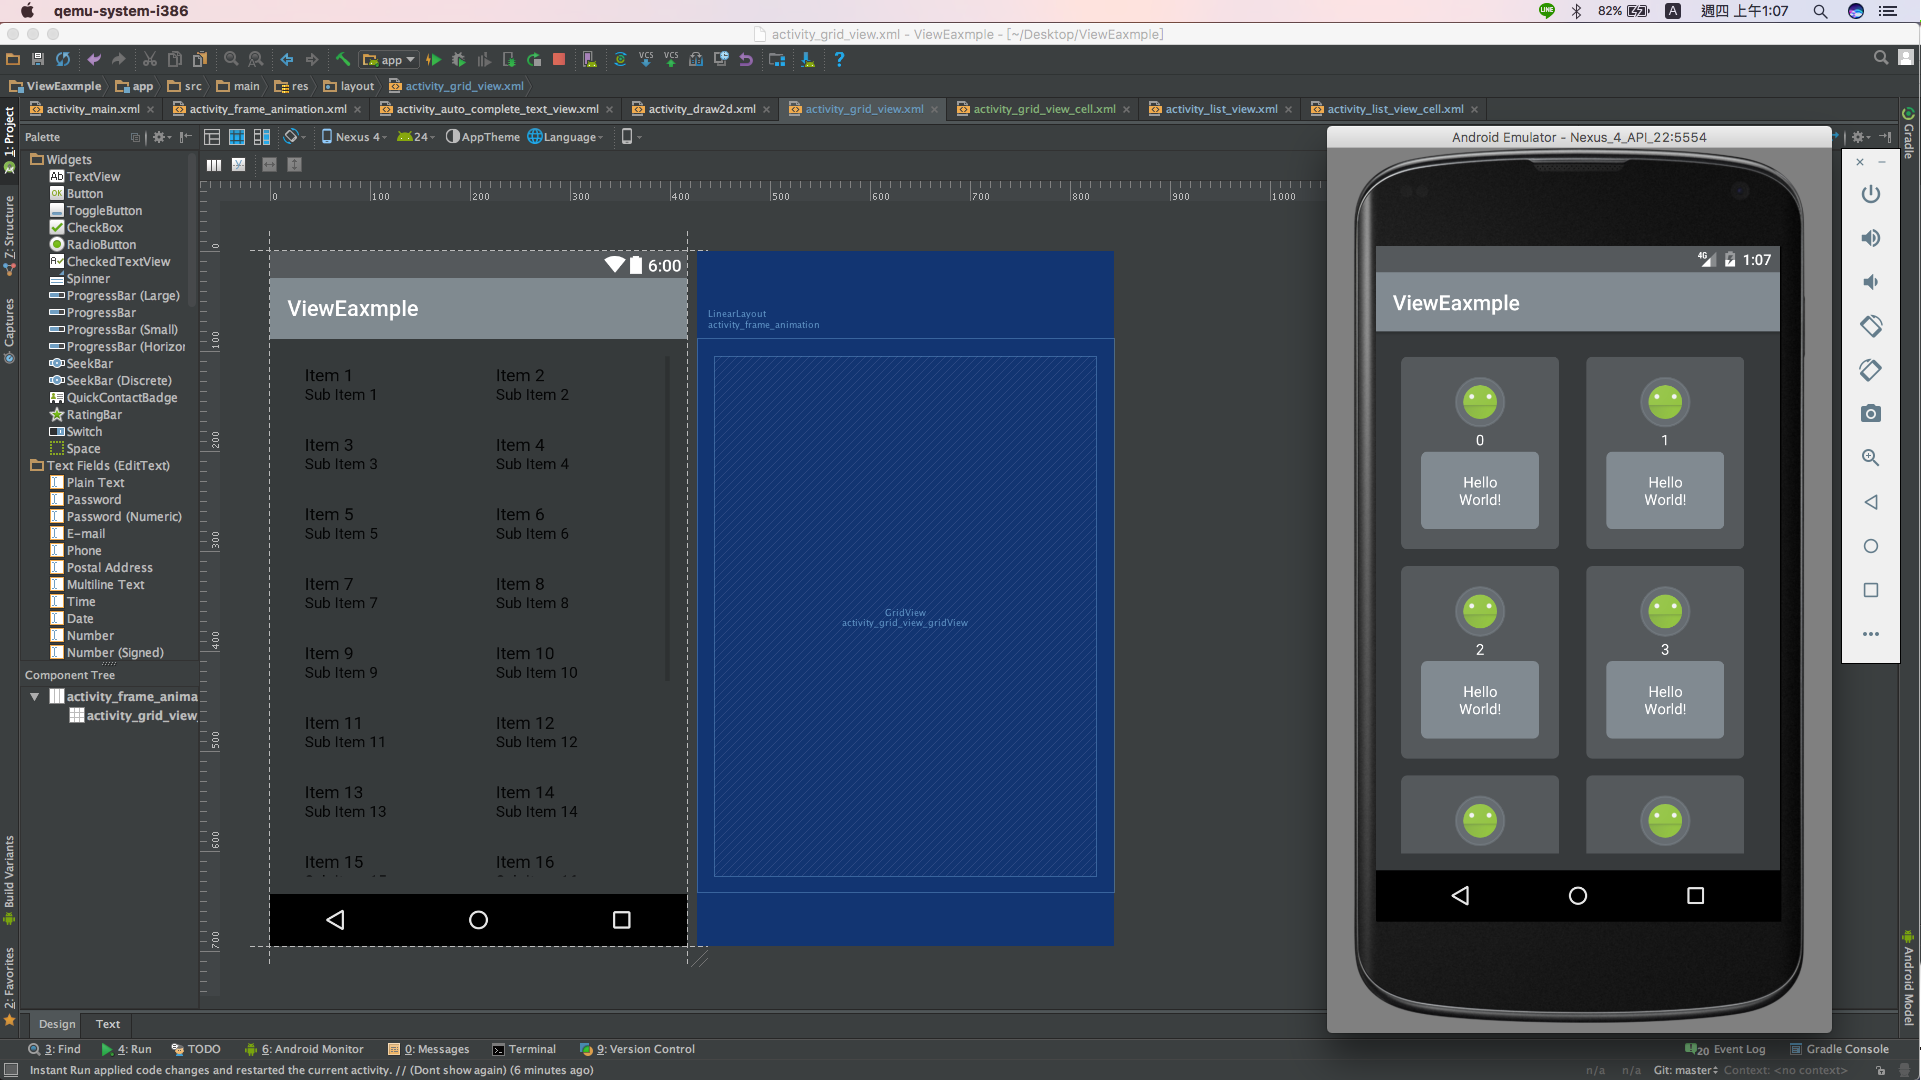 qemu-system-i386
82%
A
週四 上午1:07
activity_grid_view.xml - ViewEaxmple - [~/Desktop/ViewEaxmple]
app
ViewEaxmple
app
src
main
res
layout
activity_grid_view.xml
activity_main.xml
activity_frame_animation.xml
activity_auto_complete_text_view.xml
activity_draw2d.xml
activity_grid_view.xml
activity_grid_view_cell.xml
activity_list_view.xml
activity_list_view_cell.xml
Palette
Nexus 4
24
AppTheme
Language
Widgets
TextView
Button
ToggleButton
CheckBox
RadioButton
CheckedTextView
Spinner
ProgressBar (Large)
ProgressBar
ProgressBar (Small)
ProgressBar (Horizor
SeekBar
SeekBar (Discrete)
QuickContactBadge
RatingBar
Switch
Space
Text Fields (EditText)
Plain Text
Password
Password (Numeric)
E-mail
Phone
Postal Address
Multiline Text
Time
Date
Number
Number (Signed)
Component Tree
activity_frame_anima
activity_grid_view_
1: Project
Z: Structure
Captures
Build Variants
2: Favorites
0
100
200
300
400
500
600
700
800
900
1000
0
100
200
300
400
500
600
700
6:00
ViewEaxmple
Item 1
Sub Item 1
Item 2
Sub Item 2
Item 3
Sub Item 3
Item 4
Sub Item 4
Item 5
Sub Item 5
Item 6
Sub Item 6
Item 7
Sub Item 7
Item 8
Sub Item 8
Item 9
Sub Item 9
Item 10
Sub Item 10
Item 11
Sub Item 11
Item 12
Sub Item 12
Item 13
Sub Item 13
Item 14
Sub Item 14
Item 15
Item 16
LinearLayout
activity_frame_animation
GridView
activity_grid_view_gridView
Android Emulator - Nexus_4_API_22:5554
4G
1:07
ViewEaxmple
0
Hello
World!
1
Hello
World!
2
Hello
World!
3
Hello
World!
Gradle
Android Model
Design
Text
3: Find
4: Run
TODO
6: Android Monitor
0: Messages
Terminal
9: Version Control
20
Event Log
Gradle Console
Instant Run applied code changes and restarted the current activity. // (Dont show again) (6 minutes ago)
n/a
n/a
Git: master
Context: <no context>